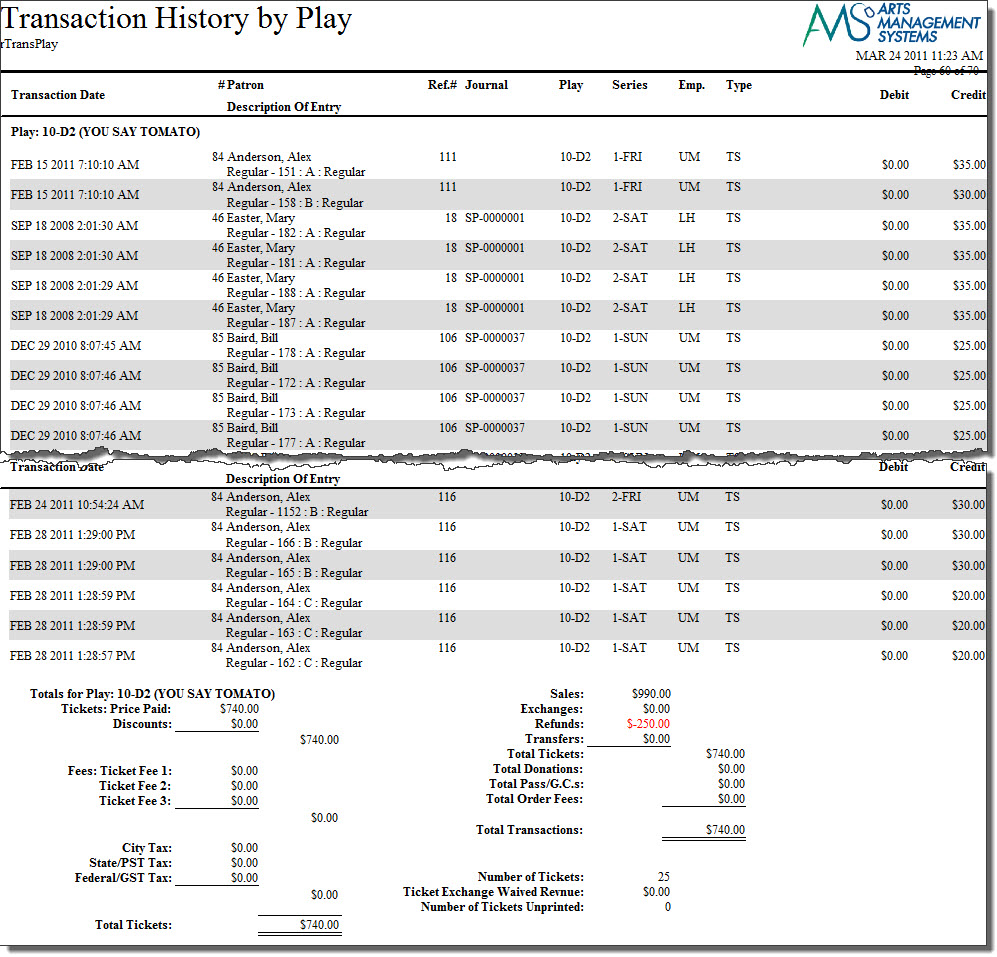 Transaction History by Play
rTransPlay
ARTS
MANAGEMENT
SYSTEMS
AMS
MAR 24 2011 11:23 AM
Page 60 of 70
Transaction Date # Patron Ref.# Journal Play Series Emp. Type Debit Credit
Description Of Entry
Play: 10-D2 (YOU SAY TOMATO)
FEB 15 2011 7:10:10 AM 84 Anderson, Alex 111 10-D2 1-FRI UM TS $0.00 $35.00
Regular - 151 : A : Regular
FEB 15 2011 7:10:10 AM 84 Anderson, Alex 111 10-D2 1-FRI UM TS $0.00 $30.00
Regular - 158 : B : Regular
SEP 18 2008 2:01:30 AM 46 Easter, Mary 18 SP-0000001 10-D2 2-SAT LH TS $0.00 $35.00
Regular - 182 : A : Regular
SEP 18 2008 2:01:30 AM 46 Easter, Mary 18 SP-0000001 10-D2 2-SAT LH TS $0.00 $35.00
Regular - 181 : A : Regular
SEP 18 2008 2:01:29 AM 46 Easter, Mary 18 SP-0000001 10-D2 2-SAT LH TS $0.00 $35.00
Regular - 188 : A : Regular
SEP 18 2008 2:01:29 AM 46 Easter, Mary 18 SP-0000001 10-D2 2-SAT LH TS $0.00 $35.00
Regular - 187 : A : Regular
DEC 29 2010 8:07:45 AM 85 Baird, Bill 106 SP-0000037 10-D2 1-SUN UM TS $0.00 $25.00
Regular - 178 : A : Regular
DEC 29 2010 8:07:46 AM 85 Baird, Bill 106 SP-0000037 10-D2 1-SUN UM TS $0.00 $25.00
Regular - 172 : A : Regular
DEC 29 2010 8:07:46 AM 85 Baird, Bill 106 SP-0000037 10-D2 1-SUN UM TS $0.00 $25.00
Regular - 173 : A : Regular
DEC 29 2010 8:07:46 AM 85 Baird, Bill 106 SP-0000037 10-D2 1-SUN UM TS $0.00 $25.00
Regular - 177 : A : Regular
Transaction Date Debit Credit
Description Of Entry
FEB 24 2011 10:54:24 AM 84 Anderson, Alex 116 10-D2 2-FRI UM TS $0.00 $30.00
Regular - 1152 : B : Regular
FEB 28 2011 1:29:00 PM 84 Anderson, Alex 116 10-D2 1-SAT UM TS $0.00 $30.00
Regular - 166 : B : Regular
FEB 28 2011 1:29:00 PM 84 Anderson, Alex 116 10-D2 1-SAT UM TS $0.00 $30.00
Regular - 165 : B : Regular
FEB 28 2011 1:28:59 PM 84 Anderson, Alex 116 10-D2 1-SAT UM TS $0.00 $20.00
Regular - 164 : C : Regular
FEB 28 2011 1:28:59 PM 84 Anderson, Alex 116 10-D2 1-SAT UM TS $0.00 $20.00
Regular - 163 : C : Regular
FEB 28 2011 1:28:57 PM 84 Anderson, Alex 116 10-D2 1-SAT UM TS $0.00 $20.00
Regular - 162 : C : Regular
Totals for Play: 10-D2 (YOU SAY TOMATO)
Tickets: Price Paid: $740.00
Discounts: $0.00
$740.00
Fees: Ticket Fee 1: $0.00
Ticket Fee 2: $0.00
Ticket Fee 3: $0.00
$0.00
City Tax: $0.00
State/PST Tax: $0.00
Federal/GST Tax: $0.00
$0.00
Total Tickets: $740.00
Sales: $990.00
Exchanges: $0.00
Refunds: $-250.00
Transfers: $0.00
Total Tickets: $740.00
Total Donations: $0.00
Total Pass/G.C.s: $0.00
Total Order Fees: $0.00
Total Transactions: $740.00
Number of Tickets: 25
Ticket Exchange Waived Revnue: $0.00
Number of Tickets Unprinted: 0